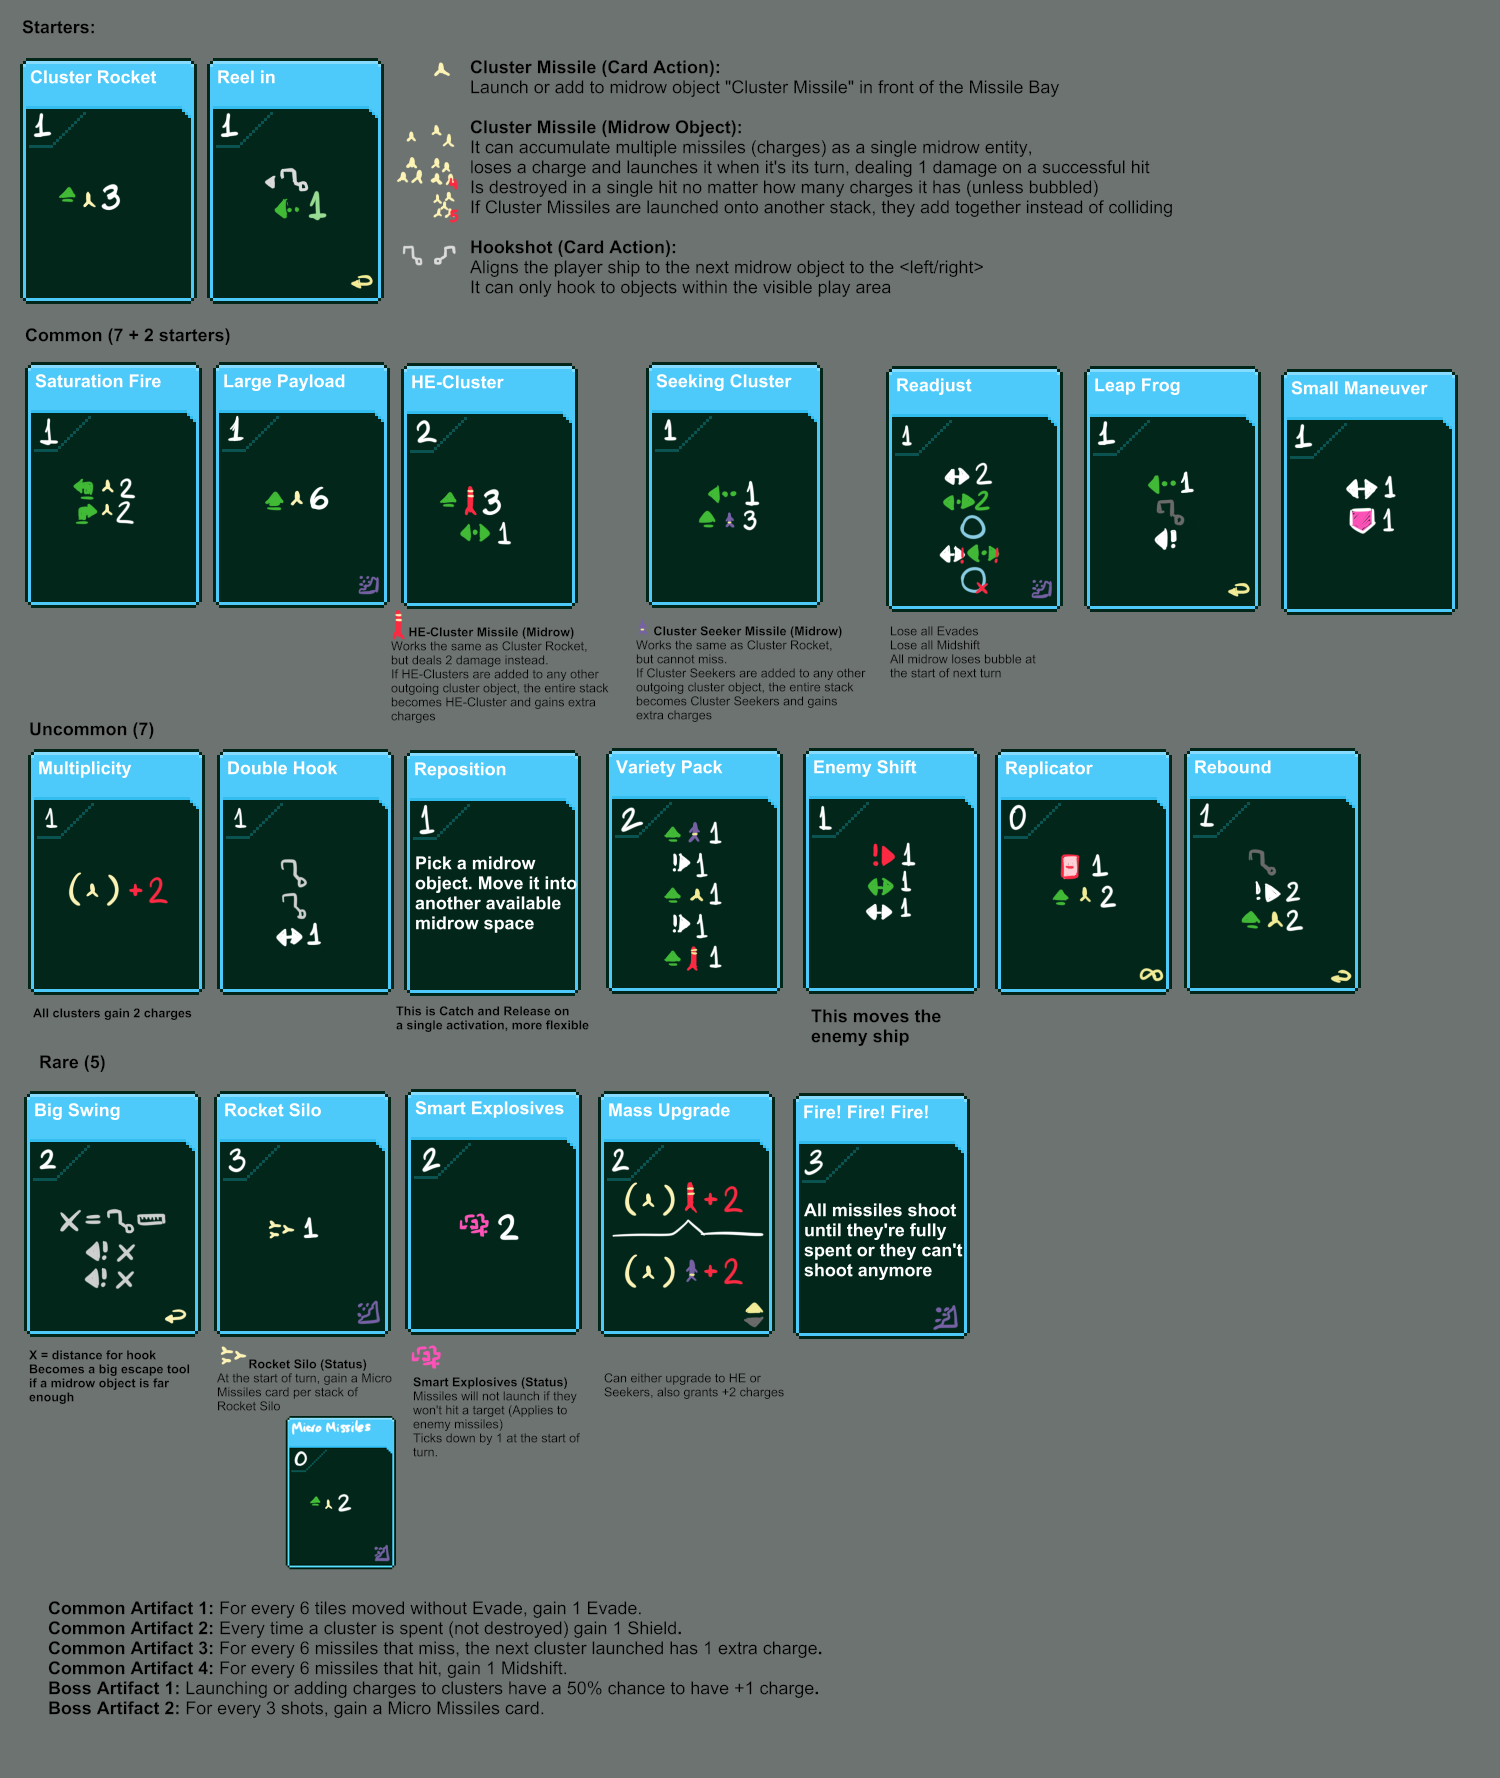 Starters:
Cluster Rocket
1
3
Reel in
1
1
Cluster Missile (Card Action):
Launch or add to midrow object "Cluster Missile" in front of the Missile Bay
Cluster Missile (Midrow Object):
It can accumulate multiple missiles (charges) as a single midrow entity,
loses a charge and launches it when it's its turn, dealing 1 damage on a successful hit
Is destroyed in a single hit no matter how many charges it has (unless bubbled)
If Cluster Missiles are launched onto another stack, they add together instead of colliding
4
5
Hookshot (Card Action):
Aligns the player ship to the next midrow object to the <left/right>
It can only hook to objects within the visible play area
Common (7 + 2 starters)
Saturation Fire
1
2
2
Large Payload
1
6
HE-Cluster
2
3
1
HE-Cluster Missile (Midrow)
Works the same as Cluster Rocket,
but deals 2 damage instead.
If HE-Clusters are added to any other
outgoing cluster object, the entire stack
becomes HE-Cluster and gains extra
charges
Seeking Cluster
1
1
3
Cluster Seeker Missile (Midrow)
Works the same as Cluster Rocket,
but cannot miss.
If Cluster Seekers are added to any other
outgoing cluster object, the entire stack
becomes Cluster Seekers and gains
extra charges
Readjust
1
2
2
Lose all Evades
Lose all Midshift
All midrow loses bubble at
the start of next turn
Leap Frog
1
1
!
Small Maneuver
1
1
1
Uncommon (7)
Multiplicity
1
( ) + 2
All clusters gain 2 charges
Double Hook
1
1
Reposition
1
Pick a midrow
object. Move it into
another available
midrow space
This is Catch and Release on
a single activation, more flexible
Variety Pack
2
1
! 1
1
! 1
1
Enemy Shift
1
! 1
1
1
This moves the
enemy ship
Replicator
0
1
2
Rebound
1
! 2
2
Rare (5)
Big Swing
2
X =
! X
! X
X = distance for hook
Becomes a big escape tool
if a midrow object is far
enough
Rocket Silo
3
1
Rocket Silo (Status)
At the start of turn, gain a Micro
Missiles card per stack of
Rocket Silo
Micro Missiles
0
2
Smart Explosives
2
2
Smart Explosives (Status)
Missiles will not launch if they
won't hit a target (Applies to
enemy missiles)
Ticks down by 1 at the start of
turn.
Mass Upgrade
2
( ) + 2
( ) + 2
Can either upgrade to HE or
Seekers, also grants +2 charges
Fire! Fire! Fire!
3
All missiles shoot
until they're fully
spent or they can't
shoot anymore
Common Artifact 1: For every 6 tiles moved without Evade, gain 1 Evade.
Common Artifact 2: Every time a cluster is spent (not destroyed) gain 1 Shield.
Common Artifact 3: For every 6 missiles that miss, the next cluster launched has 1 extra charge.
Common Artifact 4: For every 6 missiles that hit, gain 1 Midshift.
Boss Artifact 1: Launching or adding charges to clusters have a 50% chance to have +1 charge.
Boss Artifact 2: For every 3 shots, gain a Micro Missiles card.